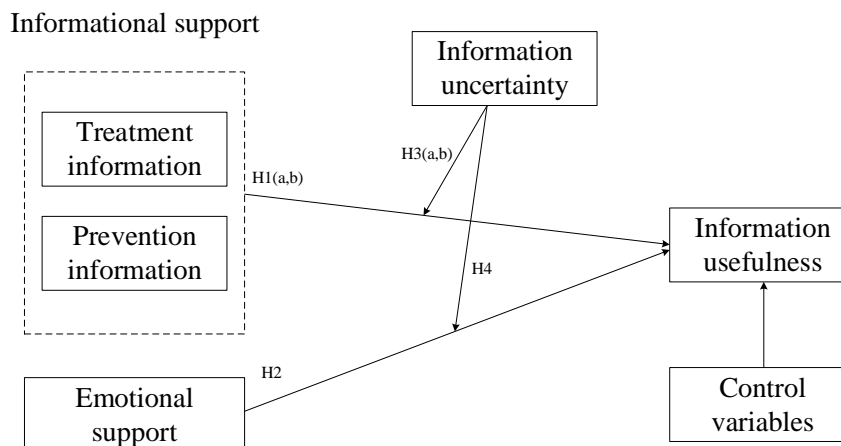 Informational support
Information
uncertainty
Treatment
information
H3(a,b)
H1(a,b)
Prevention
information
Information
usefulness
H4
H2
Emotional
support
Control
variables